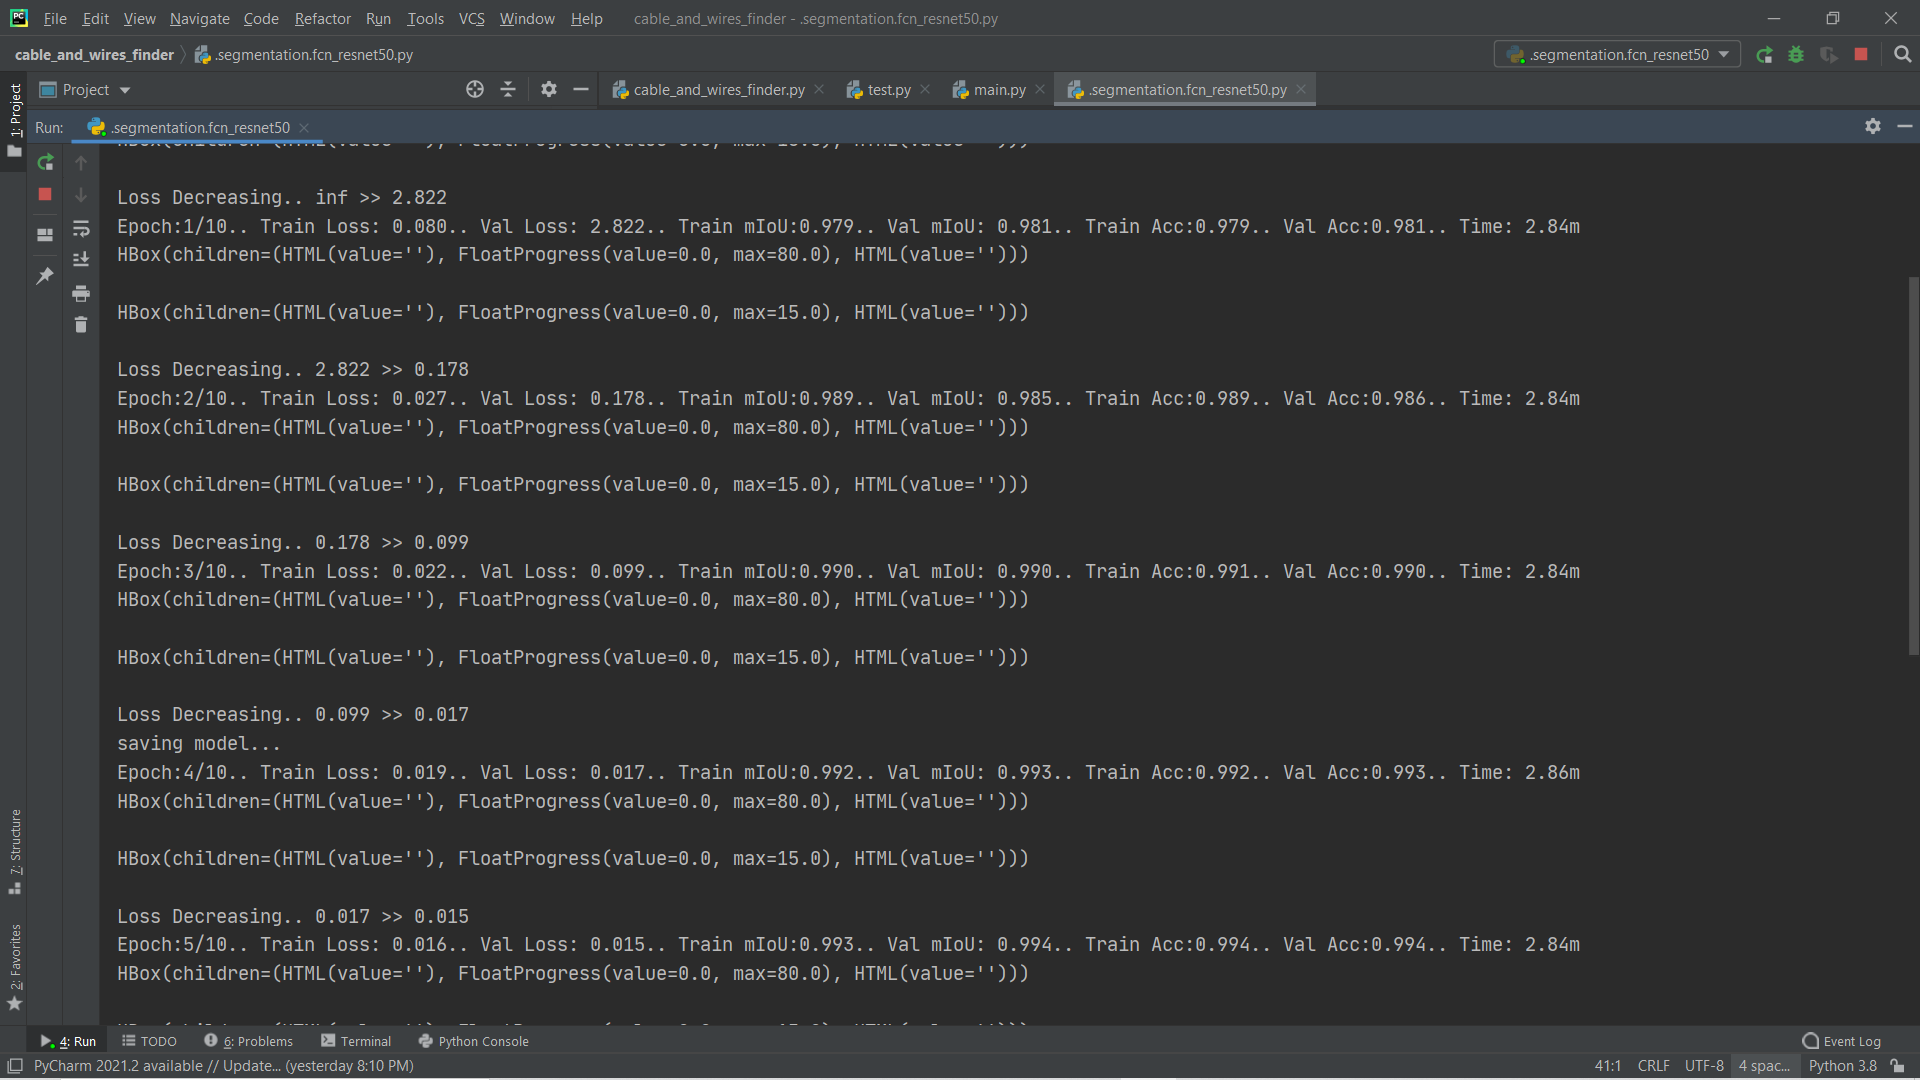 File Edit View Navigate Code Refactor Run Tools VCS Window Help cable_and_wires_finder - .segmentation.fcn_resnet50.py
cable_and_wires_finder .segmentation.fcn_resnet50.py .segmentation.fcn_resnet50
1: Project
Project cable_and_wires_finder.py test.py main.py .segmentation.fcn_resnet50.py
Run: .segmentation.fcn_resnet50
Loss Decreasing.. inf >> 2.822
Epoch:1/10.. Train Loss: 0.080.. Val Loss: 2.822.. Train mIoU:0.979.. Val mIoU: 0.981.. Train Acc:0.979.. Val Acc:0.981.. Time: 2.84m
HBox(children=(HTML(value=''), FloatProgress(value=0.0, max=80.0), HTML(value='')))
HBox(children=(HTML(value=''), FloatProgress(value=0.0, max=15.0), HTML(value='')))
Loss Decreasing.. 2.822 >> 0.178
Epoch:2/10.. Train Loss: 0.027.. Val Loss: 0.178.. Train mIoU:0.989.. Val mIoU: 0.985.. Train Acc:0.989.. Val Acc:0.986.. Time: 2.84m
HBox(children=(HTML(value=''), FloatProgress(value=0.0, max=80.0), HTML(value='')))
HBox(children=(HTML(value=''), FloatProgress(value=0.0, max=15.0), HTML(value='')))
Loss Decreasing.. 0.178 >> 0.099
Epoch:3/10.. Train Loss: 0.022.. Val Loss: 0.099.. Train mIoU:0.990.. Val mIoU: 0.990.. Train Acc:0.991.. Val Acc:0.990.. Time: 2.84m
HBox(children=(HTML(value=''), FloatProgress(value=0.0, max=80.0), HTML(value='')))
HBox(children=(HTML(value=''), FloatProgress(value=0.0, max=15.0), HTML(value='')))
Loss Decreasing.. 0.099 >> 0.017
saving model...
Epoch:4/10.. Train Loss: 0.019.. Val Loss: 0.017.. Train mIoU:0.992.. Val mIoU: 0.993.. Train Acc:0.992.. Val Acc:0.993.. Time: 2.86m
HBox(children=(HTML(value=''), FloatProgress(value=0.0, max=80.0), HTML(value='')))
HBox(children=(HTML(value=''), FloatProgress(value=0.0, max=15.0), HTML(value='')))
Loss Decreasing.. 0.017 >> 0.015
Epoch:5/10.. Train Loss: 0.016.. Val Loss: 0.015.. Train mIoU:0.993.. Val mIoU: 0.994.. Train Acc:0.994.. Val Acc:0.994.. Time: 2.84m
HBox(children=(HTML(value=''), FloatProgress(value=0.0, max=80.0), HTML(value='')))
7: Structure
2: Favorites
4: Run TODO 6: Problems Terminal Python Console Event Log
PyCharm 2021.2 available // Update... (yesterday 8:10 PM) 41:1 CRLF UTF-8 4 spac... Python 3.8